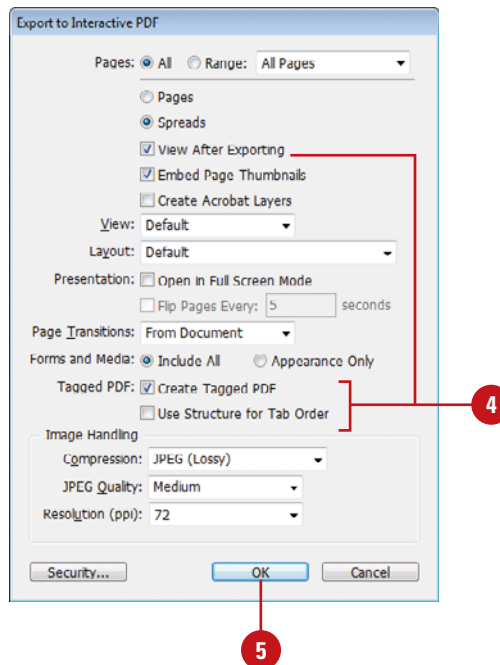 Export to Interactive PDF
Pages: All Range: All Pages
Pages
Spreads
View After Exporting
Embed Page Thumbnails
Create Acrobat Layers
View: Default
Layout: Default
Presentation: Open in Full Screen Mode
Flip Pages Every: 5 seconds
Page Transitions: From Document
Forms and Media: Include All Appearance Only
Tagged PDF: Create Tagged PDF
4
Use Structure for Tab Order
Image Handling
Compression: JPEG (Lossy)
JPEG Quality: Medium
Resolution (ppi): 72
Security... OK Cancel
5